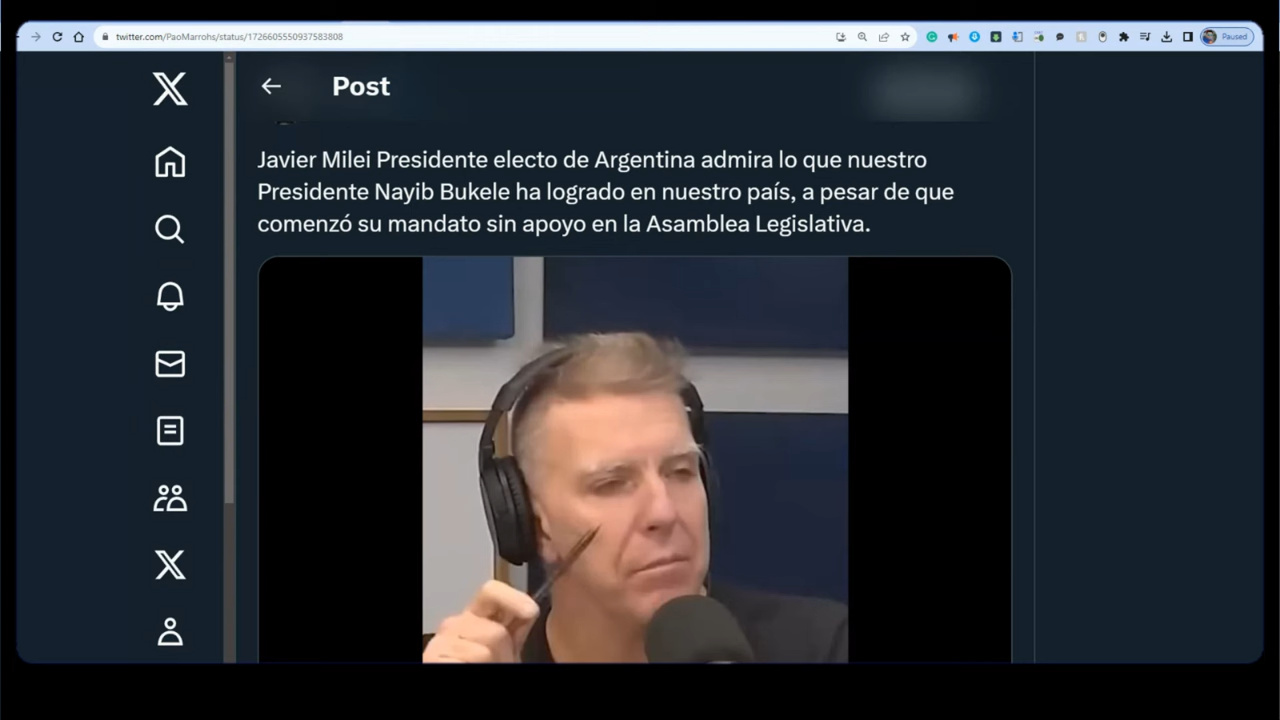 twitter.com/PaoMarrohs/status/1726605550937583808
Paused
Post
Javier Milei Presidente electo de Argentina admira lo que nuestro
Presidente Nayib Bukele ha logrado en nuestro país, a pesar de que
comenzó su mandato sin apoyo en la Asamblea Legislativa.